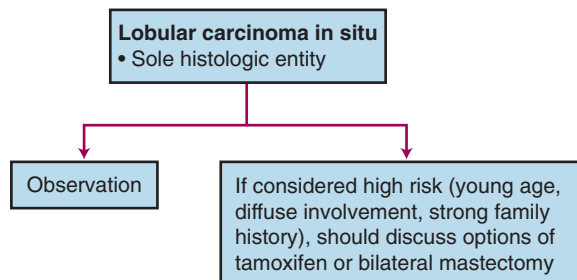 Lobular carcinoma in situ
• Sole histologic entity
Observation
If considered high risk (young age,
diffuse involvement, strong family
history), should discuss options of
tamoxifen or bilateral mastectomy